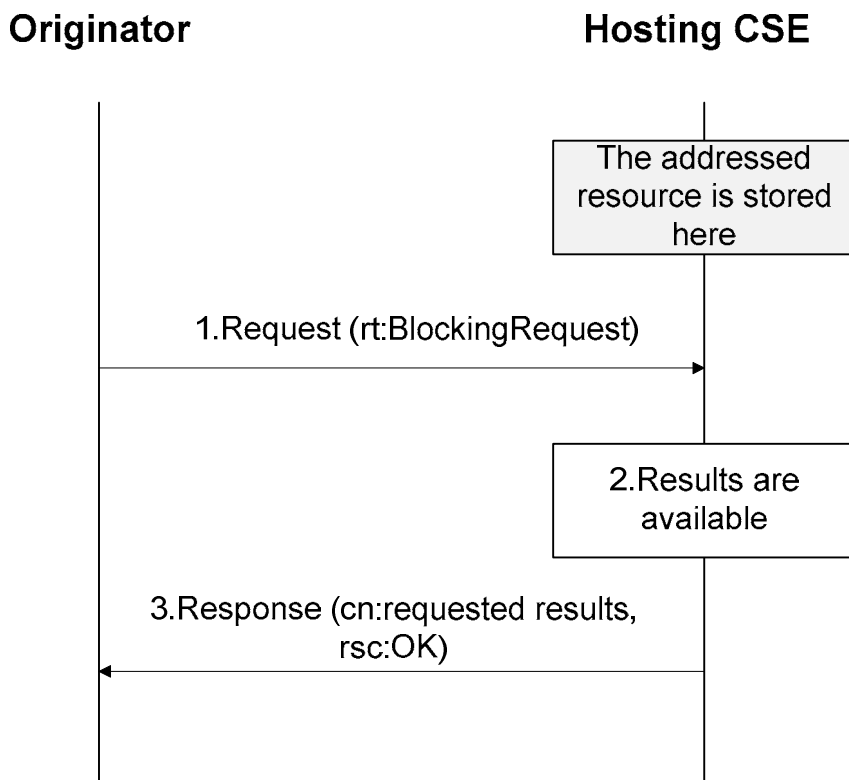 Originator
Hosting CSE
The addressed
resource is stored
here
1.Request (rt:BlockingRequest)
2.Results are
available
3.Response (cn:requested results,
rsc:OK)